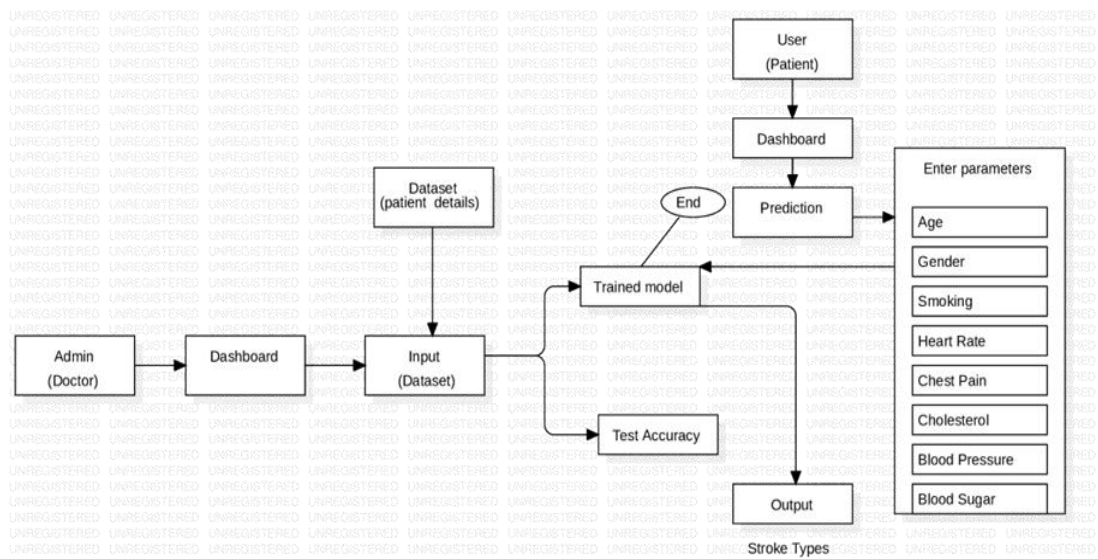 User
(Patient)
Dashboard
Enter parameters
Dataset
(patient details)
End
Prediction
Age
Gender
Trained model
Smoking
Admin
(Doctor)
Dashboard
Input
(Dataset)
Heart Rate
Chest Pain
Cholesterol
Test Accuracy
Blood Pressure
Output
Blood Sugar
Stroke Types
UNREGISTERED